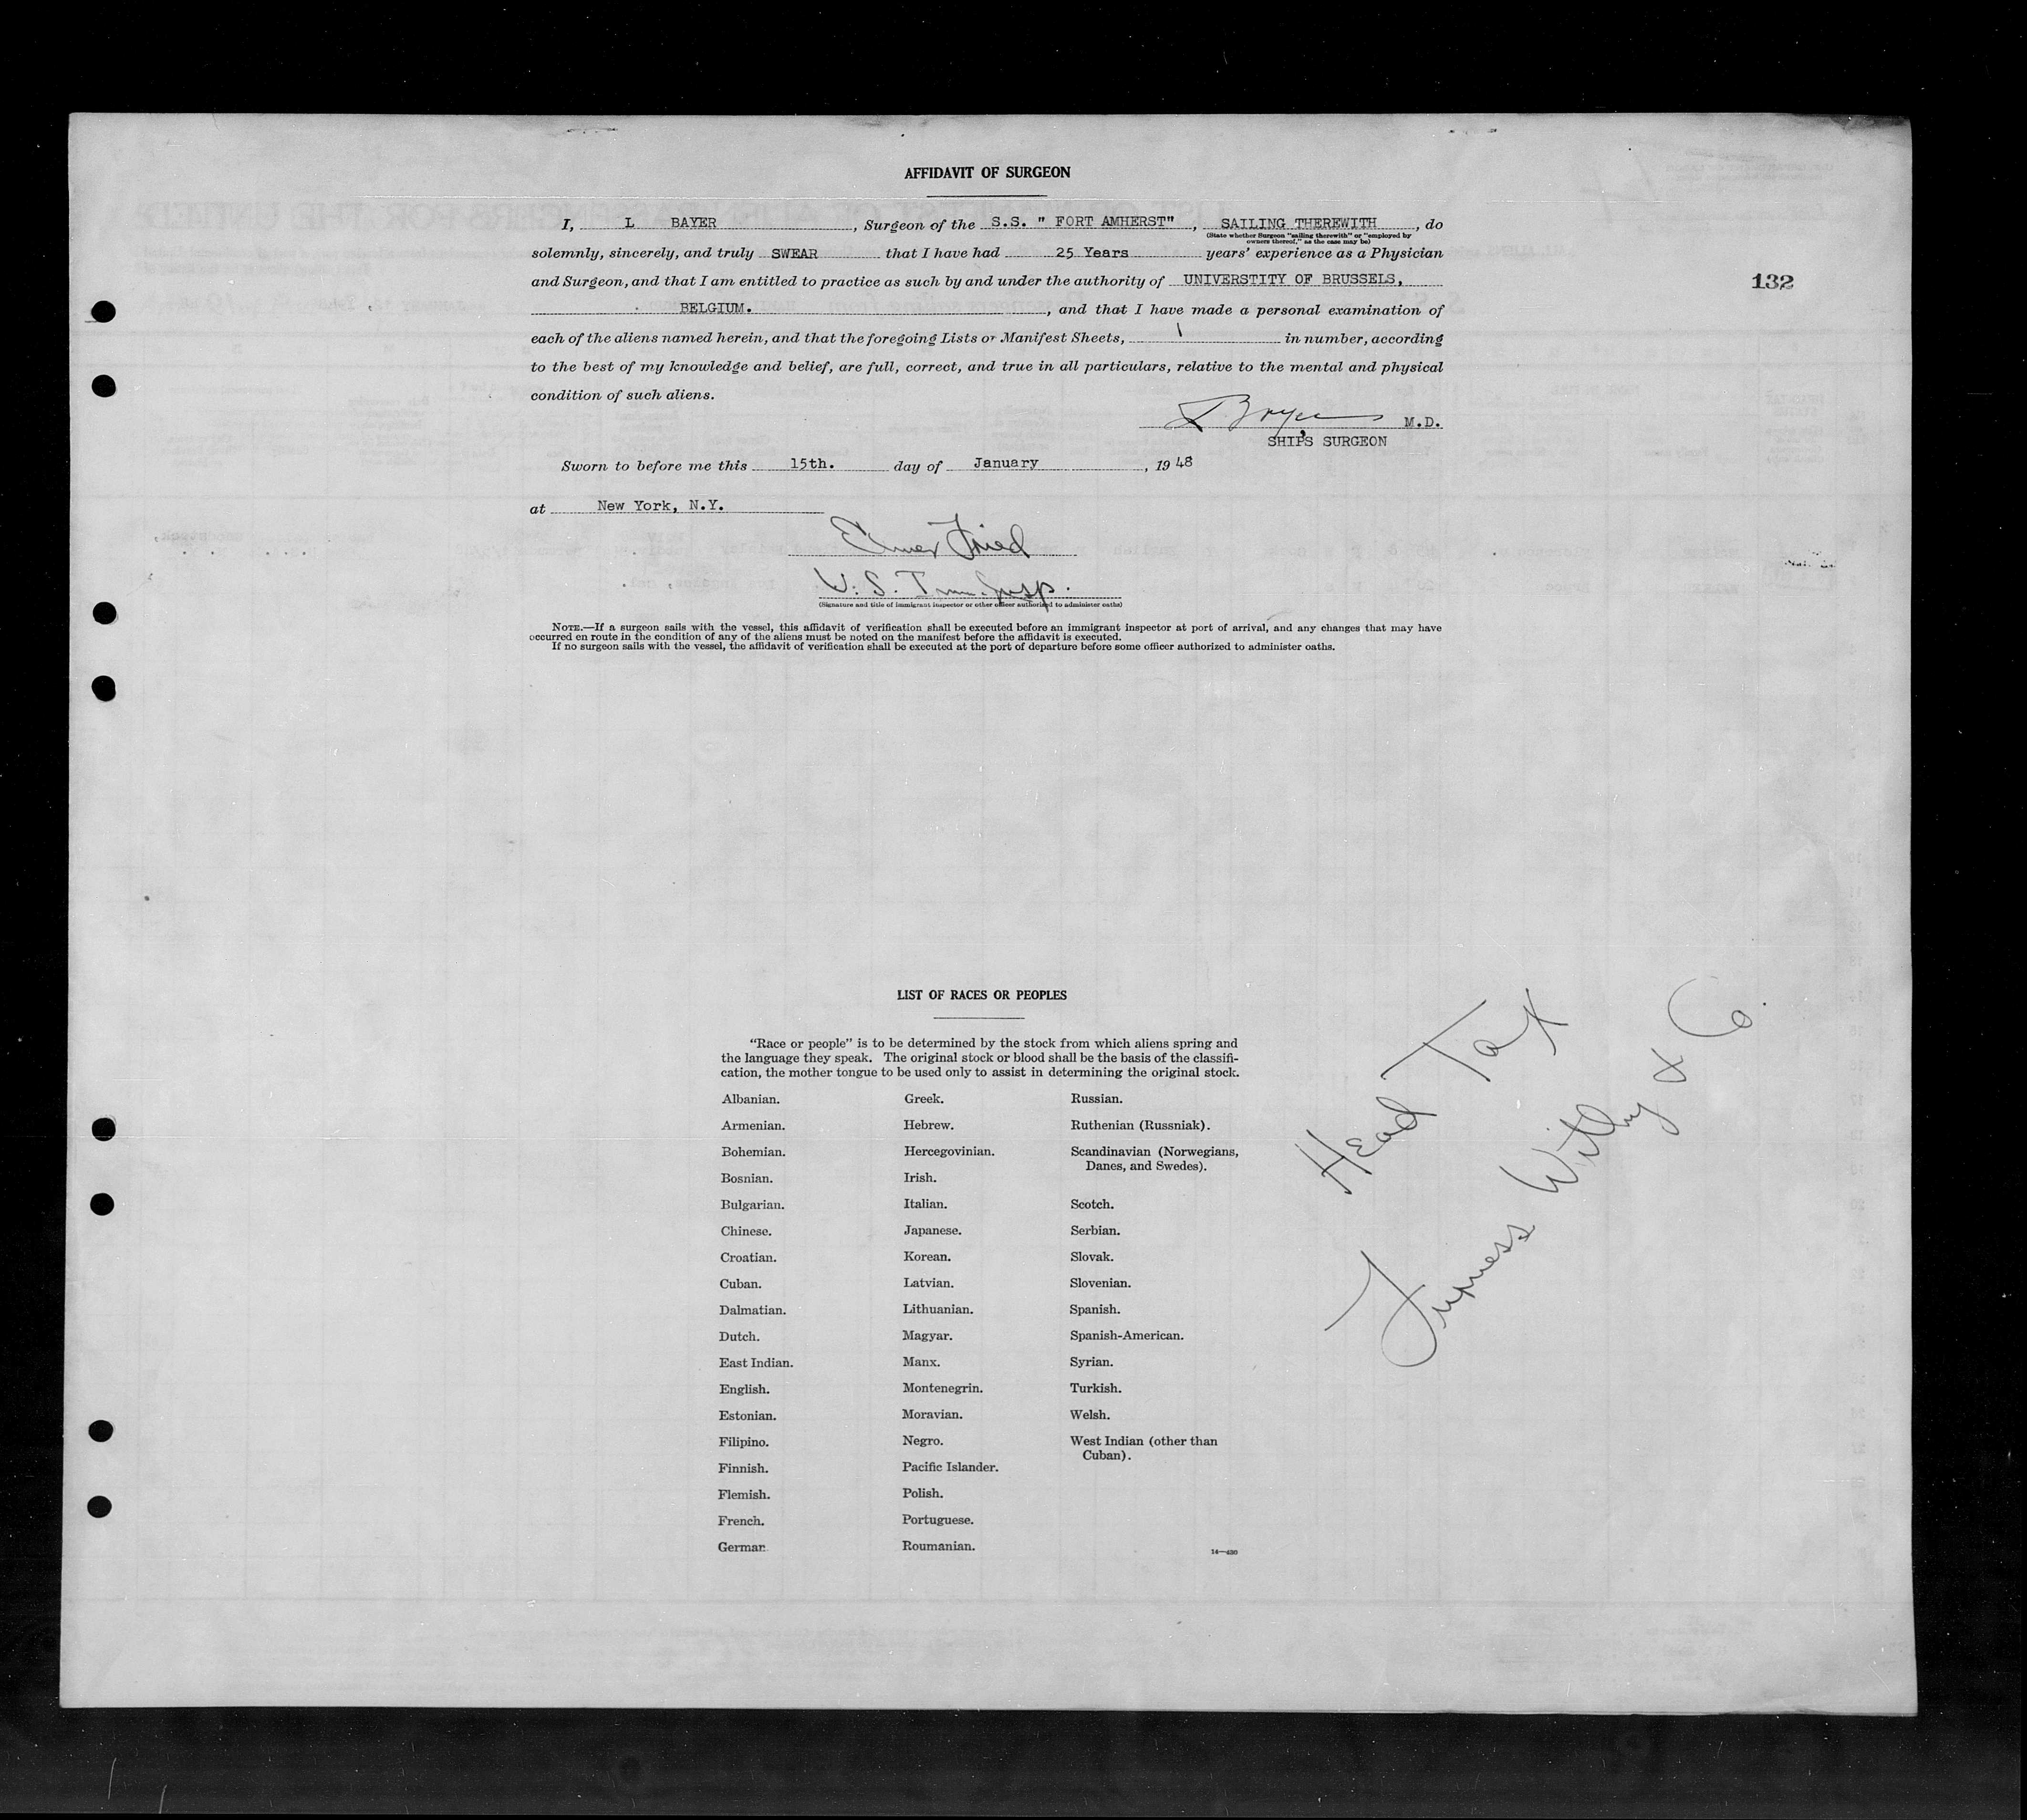 AFFIDAVIT OF SURGEON
I, L BAYER, Surgeon of the S.S. " FORT AMHERST", SAILING THEREWITH, do
(State whether Surgeon "sailing therewith" or "employed by
owners thereof," as the case may be)
solemnly, sincerely, and truly SWEAR that I have had 25 Years years' experience as a Physician
and Surgeon, and that I am entitled to practice as such by and under the authority of UNIVERSTITY OF BRUSSELS,
132
BELGIUM. , and that I have made a personal examination of
each of the aliens named herein, and that the foregoing Lists or Manifest Sheets, 1 in number, according
to the best of my knowledge and belief, are full, correct, and true in all particulars, relative to the mental and physical
condition of such aliens.
M.D.
SHIP'S SURGEON
Sworn to before me this 15th. day of January, 1948
at New York, N.Y.
Elmer Fried
U.S. Imm. Insp.
(Signature and title of immigrant inspector or other officer authorized to administer oaths)
NOTE.—If a surgeon sails with the vessel, this affidavit of verification shall be executed before an immigrant inspector at port of arrival, and any changes that may have
occurred en route in the condition of any of the aliens must be noted on the manifest before the affidavit is executed.
If no surgeon sails with the vessel, the affidavit of verification shall be executed at the port of departure before some officer authorized to administer oaths.
LIST OF RACES OR PEOPLES
"Race or people" is to be determined by the stock from which aliens spring and
the language they speak. The original stock or blood shall be the basis of the classifi-
cation, the mother tongue to be used only to assist in determining the original stock.
Albanian.
Armenian.
Bohemian.
Bosnian.
Bulgarian.
Chinese.
Croatian.
Cuban.
Dalmatian.
Dutch.
East Indian.
English.
Estonian.
Filipino.
Finnish.
Flemish.
French.
German.
Greek.
Hebrew.
Hercegovinian.
Irish.
Italian.
Japanese.
Korean.
Latvian.
Lithuanian.
Magyar.
Manx.
Montenegrin.
Moravian.
Negro.
Pacific Islander.
Polish.
Portuguese.
Roumanian.
Russian.
Ruthenian (Russniak).
Scandinavian (Norwegians,
Danes, and Swedes).
Scotch.
Serbian.
Slovak.
Slovenian.
Spanish.
Spanish-American.
Syrian.
Turkish.
Welsh.
West Indian (other than
Cuban).
14—430
Head Tax
Furness Withy & Co.